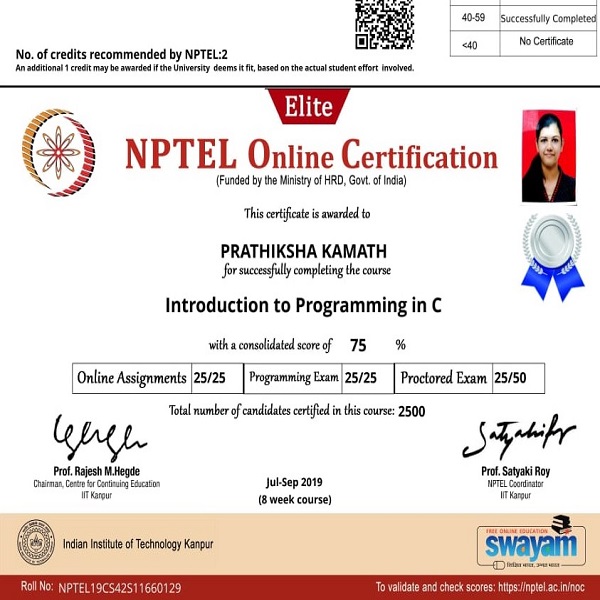 40-59 Successfully Completed
<40 No Certificate
No. of credits recommended by NPTEL:2
An additional 1 credit may be awarded if the University deems it fit, based on the actual student effort involved.
Elite
NPTEL Online Certification
(Funded by the Ministry of HRD, Govt. of India)
This certificate is awarded to
PRATHIKSHA KAMATH
for successfully completing the course
Introduction to Programming in C
with a consolidated score of 75 %
Online Assignments 25/25 Programming Exam 25/25 Proctored Exam 25/50
Total number of candidates certified in this course: 2500
Prof. Rajesh M.Hegde
Chairman, Centre for Continuing Education
IIT Kanpur
Jul-Sep 2019
(8 week course)
Prof. Satyaki Roy
NPTEL Coordinator
IIT Kanpur
Indian Institute of Technology Kanpur
FREE ONLINE EDUCATION
swayam
शिक्षित भारत, उन्नत भारत
Roll No: NPTEL19CS42S11660129
To validate and check scores: https://nptel.ac.in/noc